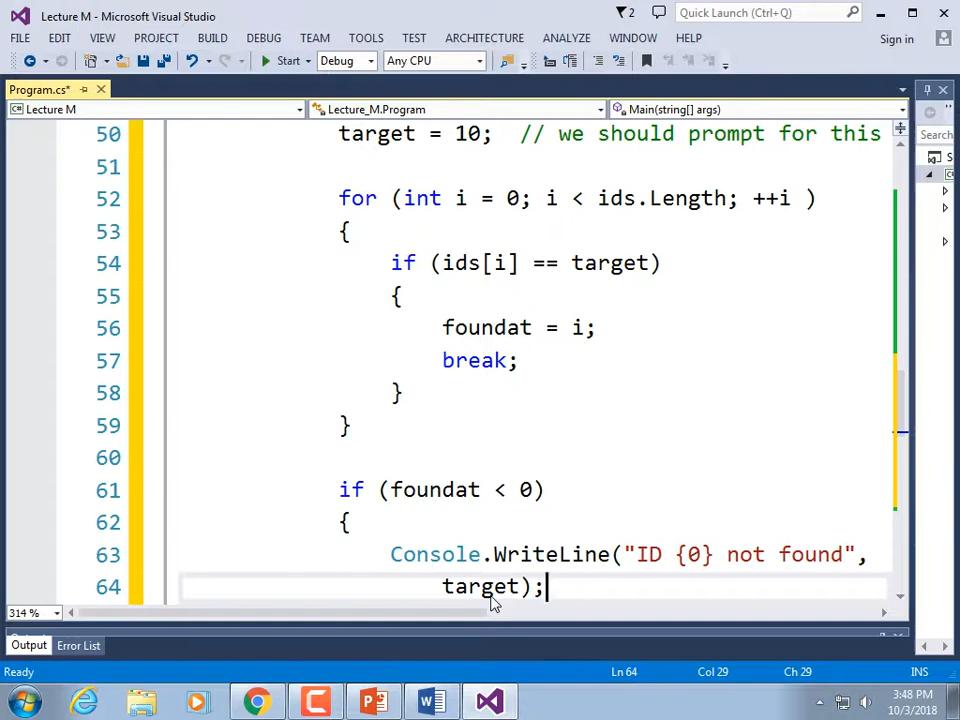 Lecture M - Microsoft Visual Studio
2
Quick Launch (Ctrl+Q)
FILE EDIT VIEW PROJECT BUILD DEBUG TEAM TOOLS TEST ARCHITECTURE ANALYZE WINDOW HELP
Sign in
Start Debug Any CPU
Program.cs*
Lecture M Lecture_M.Program Main(string[] args)
Search
50 target = 10; // we should prompt for this
51
52 for (int i = 0; i < ids.Length; ++i )
53 {
54 if (ids[i] == target)
55 {
56 foundat = i;
57 break;
58 }
59 }
60
61 if (foundat < 0)
62 {
63 Console.WriteLine("ID {0} not found",
64 target);
314 %
Output Error List
Ready Ln 64 Col 29 Ch 29 INS
3:48 PM
10/3/2018